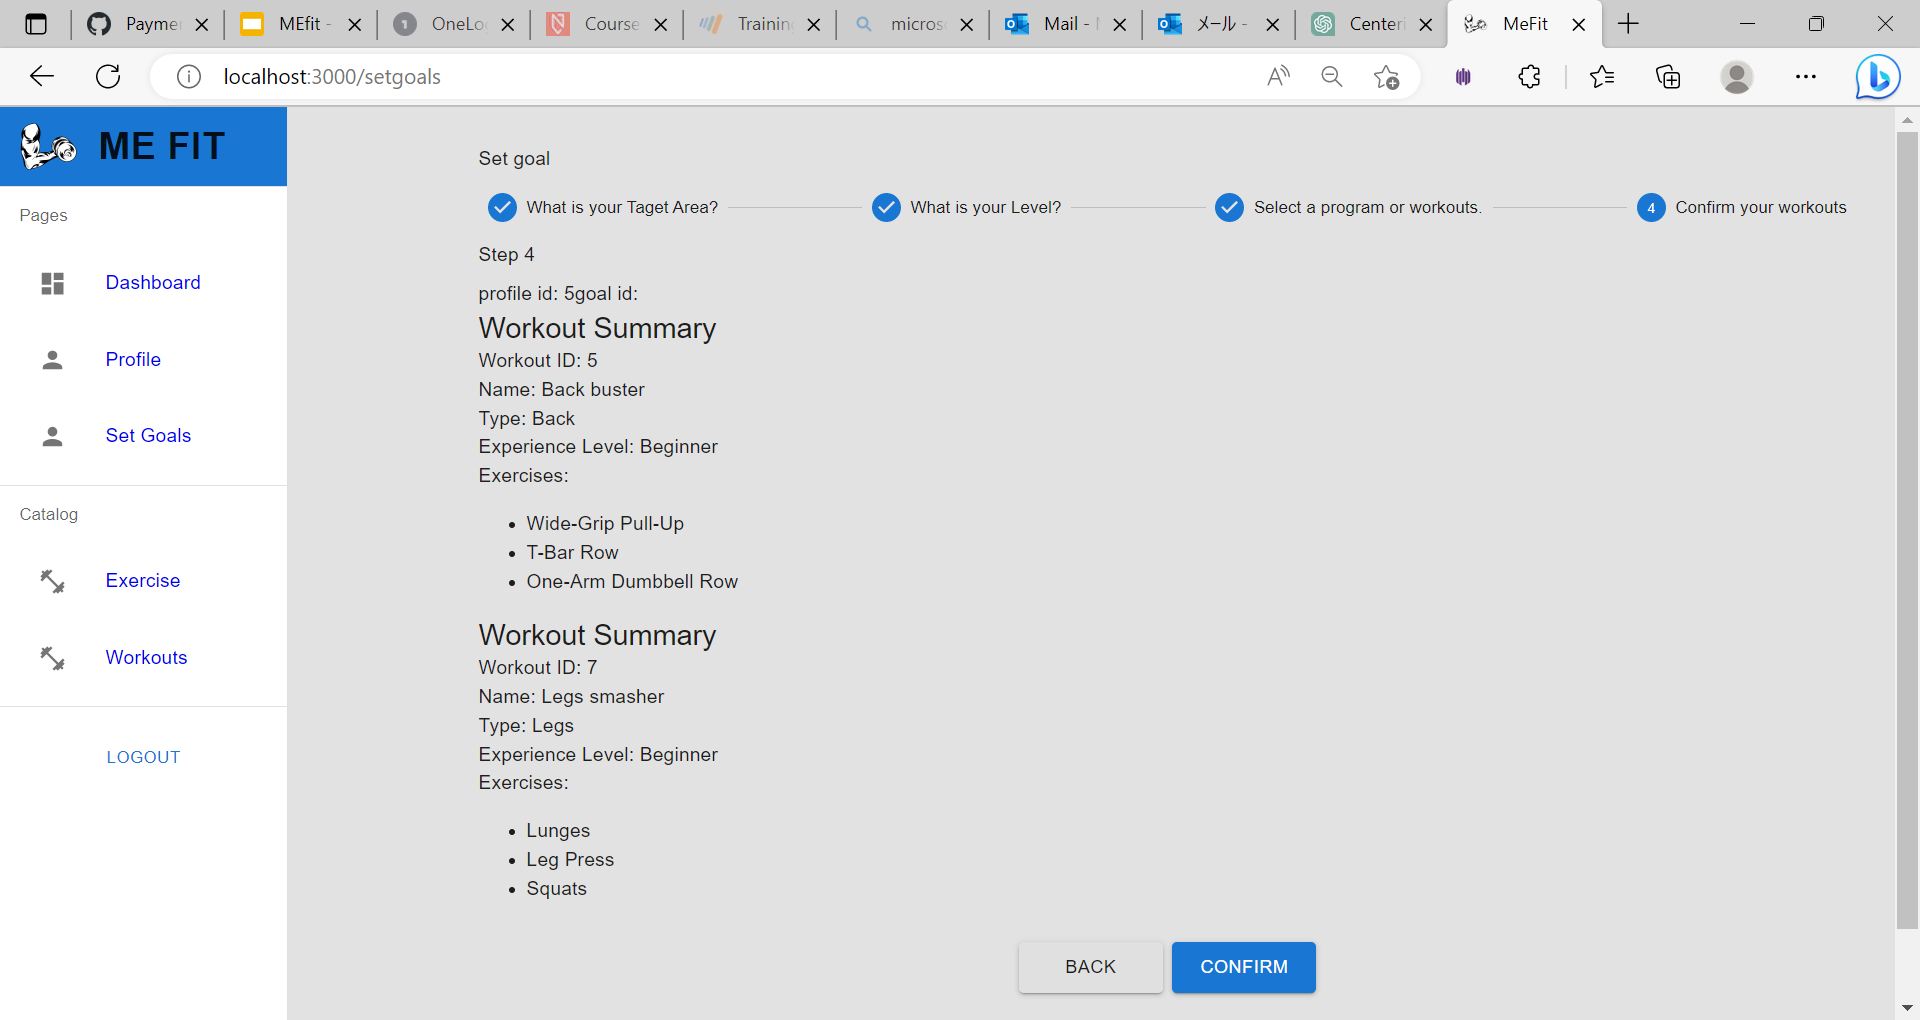 Payme
MEfit -
1
OneLo
Course
Training
micros
Mail -
メール -
Center
MeFit
localhost:3000/setgoals
ME FIT
Pages
Dashboard
Profile
Set Goals
Catalog
Exercise
Workouts
LOGOUT
Set goal
What is your Taget Area?
What is your Level?
Select a program or workouts.
4 Confirm your workouts
Step 4
profile id: 5goal id:
Workout Summary
Workout ID: 5
Name: Back buster
Type: Back
Experience Level: Beginner
Exercises:
• Wide-Grip Pull-Up
• T-Bar Row
• One-Arm Dumbbell Row
Workout Summary
Workout ID: 7
Name: Legs smasher
Type: Legs
Experience Level: Beginner
Exercises:
• Lunges
• Leg Press
• Squats
BACK
CONFIRM